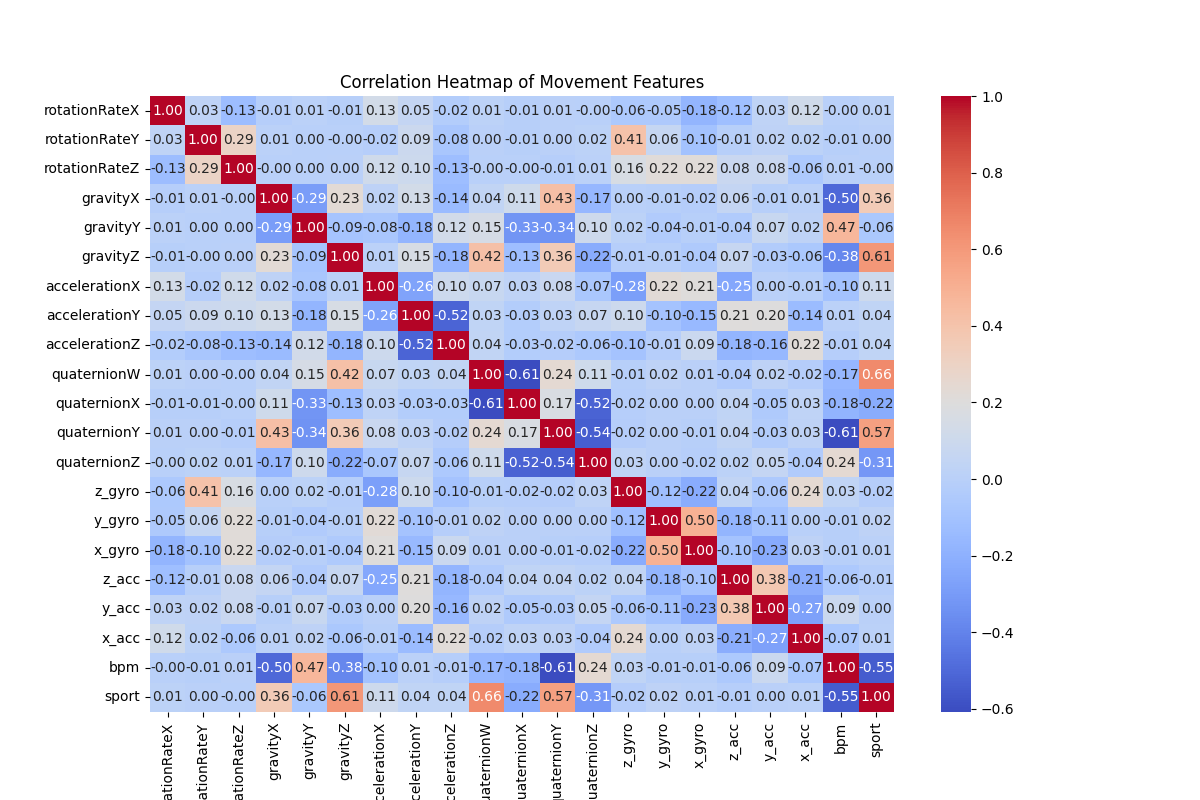 Correlation Heatmap of Movement Features
rotationRateX 1.00 0.03 -0.13 -0.01 0.01 -0.01 0.13 0.05 -0.02 0.01 -0.01 0.01 -0.00 -0.06 -0.05 -0.18 -0.12 0.03 0.12 -0.00 0.01
rotationRateY 0.03 1.00 0.29 0.01 0.00 -0.00 -0.02 0.09 -0.08 0.00 -0.01 0.00 0.02 0.41 0.06 -0.10 -0.01 0.02 0.02 -0.01 0.00
rotationRateZ -0.13 0.29 1.00 -0.00 0.00 0.00 0.12 0.10 -0.13 -0.00 -0.00 -0.01 0.01 0.16 0.22 0.22 0.08 0.08 -0.06 0.01 -0.00
gravityX -0.01 0.01 -0.00 1.00 -0.29 0.23 0.02 0.13 -0.14 0.04 0.11 0.43 -0.17 0.00 -0.01 -0.02 0.06 -0.01 0.01 -0.50 0.36
gravityY 0.01 0.00 0.00 -0.29 1.00 -0.09 -0.08 -0.18 0.12 0.15 -0.33 -0.34 0.10 0.02 -0.04 -0.01 -0.04 0.07 0.02 0.47 -0.06
gravityZ -0.01 -0.00 0.00 0.23 -0.09 1.00 0.01 0.15 -0.18 0.42 -0.13 0.36 -0.22 -0.01 -0.01 -0.04 0.07 -0.03 -0.06 -0.38 0.61
accelerationX 0.13 -0.02 0.12 0.02 -0.08 0.01 1.00 -0.26 0.10 0.07 0.03 0.08 -0.07 -0.28 0.22 0.21 -0.25 0.00 -0.01 -0.10 0.11
accelerationY 0.05 0.09 0.10 0.13 -0.18 0.15 -0.26 1.00 -0.52 0.03 -0.03 0.03 0.07 0.10 -0.10 -0.15 0.21 0.20 -0.14 0.01 0.04
accelerationZ -0.02 -0.08 -0.13 -0.14 0.12 -0.18 0.10 -0.52 1.00 0.04 -0.03 -0.02 -0.06 -0.10 -0.01 0.09 -0.18 -0.16 0.22 -0.01 0.04
quaternionW 0.01 0.00 -0.00 0.04 0.15 0.42 0.07 0.03 0.04 1.00 -0.61 0.24 0.11 -0.01 0.02 0.01 -0.04 0.02 -0.02 -0.17 0.66
quaternionX -0.01 -0.01 -0.00 0.11 -0.33 -0.13 0.03 -0.03 -0.03 -0.61 1.00 0.17 -0.52 -0.02 0.00 0.00 0.04 -0.05 0.03 -0.18 -0.22
quaternionY 0.01 0.00 -0.01 0.43 -0.34 0.36 0.08 0.03 -0.02 0.24 0.17 1.00 -0.54 -0.02 0.00 -0.01 0.04 -0.03 0.03 -0.61 0.57
quaternionZ -0.00 0.02 0.01 -0.17 0.10 -0.22 -0.07 0.07 -0.06 0.11 -0.52 -0.54 1.00 0.03 0.00 -0.02 0.02 0.05 -0.04 0.24 -0.31
z_gyro -0.06 0.41 0.16 0.00 0.02 -0.01 -0.28 0.10 -0.10 -0.01 -0.02 -0.02 0.03 1.00 -0.12 -0.22 0.04 -0.06 0.24 0.03 -0.02
y_gyro -0.05 0.06 0.22 -0.01 -0.04 -0.01 0.22 -0.10 -0.01 0.02 0.00 0.00 0.00 -0.12 1.00 0.50 -0.18 -0.11 0.00 -0.01 0.02
x_gyro -0.18 -0.10 0.22 -0.02 -0.01 -0.04 0.21 -0.15 0.09 0.01 0.00 -0.01 -0.02 -0.22 0.50 1.00 -0.10 -0.23 0.03 -0.01 0.01
z_acc -0.12 -0.01 0.08 0.06 -0.04 0.07 -0.25 0.21 -0.18 -0.04 0.04 0.04 0.02 0.04 -0.18 -0.10 1.00 0.38 -0.21 -0.06 -0.01
y_acc 0.03 0.02 0.08 -0.01 0.07 -0.03 0.00 0.20 -0.16 0.02 -0.05 -0.03 0.05 -0.06 -0.11 -0.23 0.38 1.00 -0.27 0.09 0.00
x_acc 0.12 0.02 -0.06 0.01 0.02 -0.06 -0.01 -0.14 0.22 -0.02 0.03 0.03 -0.04 0.24 0.00 0.03 -0.21 -0.27 1.00 -0.07 0.01
bpm -0.00 -0.01 0.01 -0.50 0.47 -0.38 -0.10 0.01 -0.01 -0.17 -0.18 -0.61 0.24 0.03 -0.01 -0.01 -0.06 0.09 -0.07 1.00 -0.55
sport 0.01 0.00 -0.00 0.36 -0.06 0.61 0.11 0.04 0.04 0.66 -0.22 0.57 -0.31 -0.02 0.02 0.01 -0.01 0.00 0.01 -0.55 1.00
ationRateX
ationRateY
ationRateZ
gravityX
gravityY
gravityZ
celerationX
celerationY
celerationZ
uaternionW
uaternionX
uaternionY
uaternionZ
z_gyro
y_gyro
x_gyro
z_acc
y_acc
x_acc
bpm
sport
1.0
0.8
0.6
0.4
0.2
0.0
−0.2
−0.4
−0.6